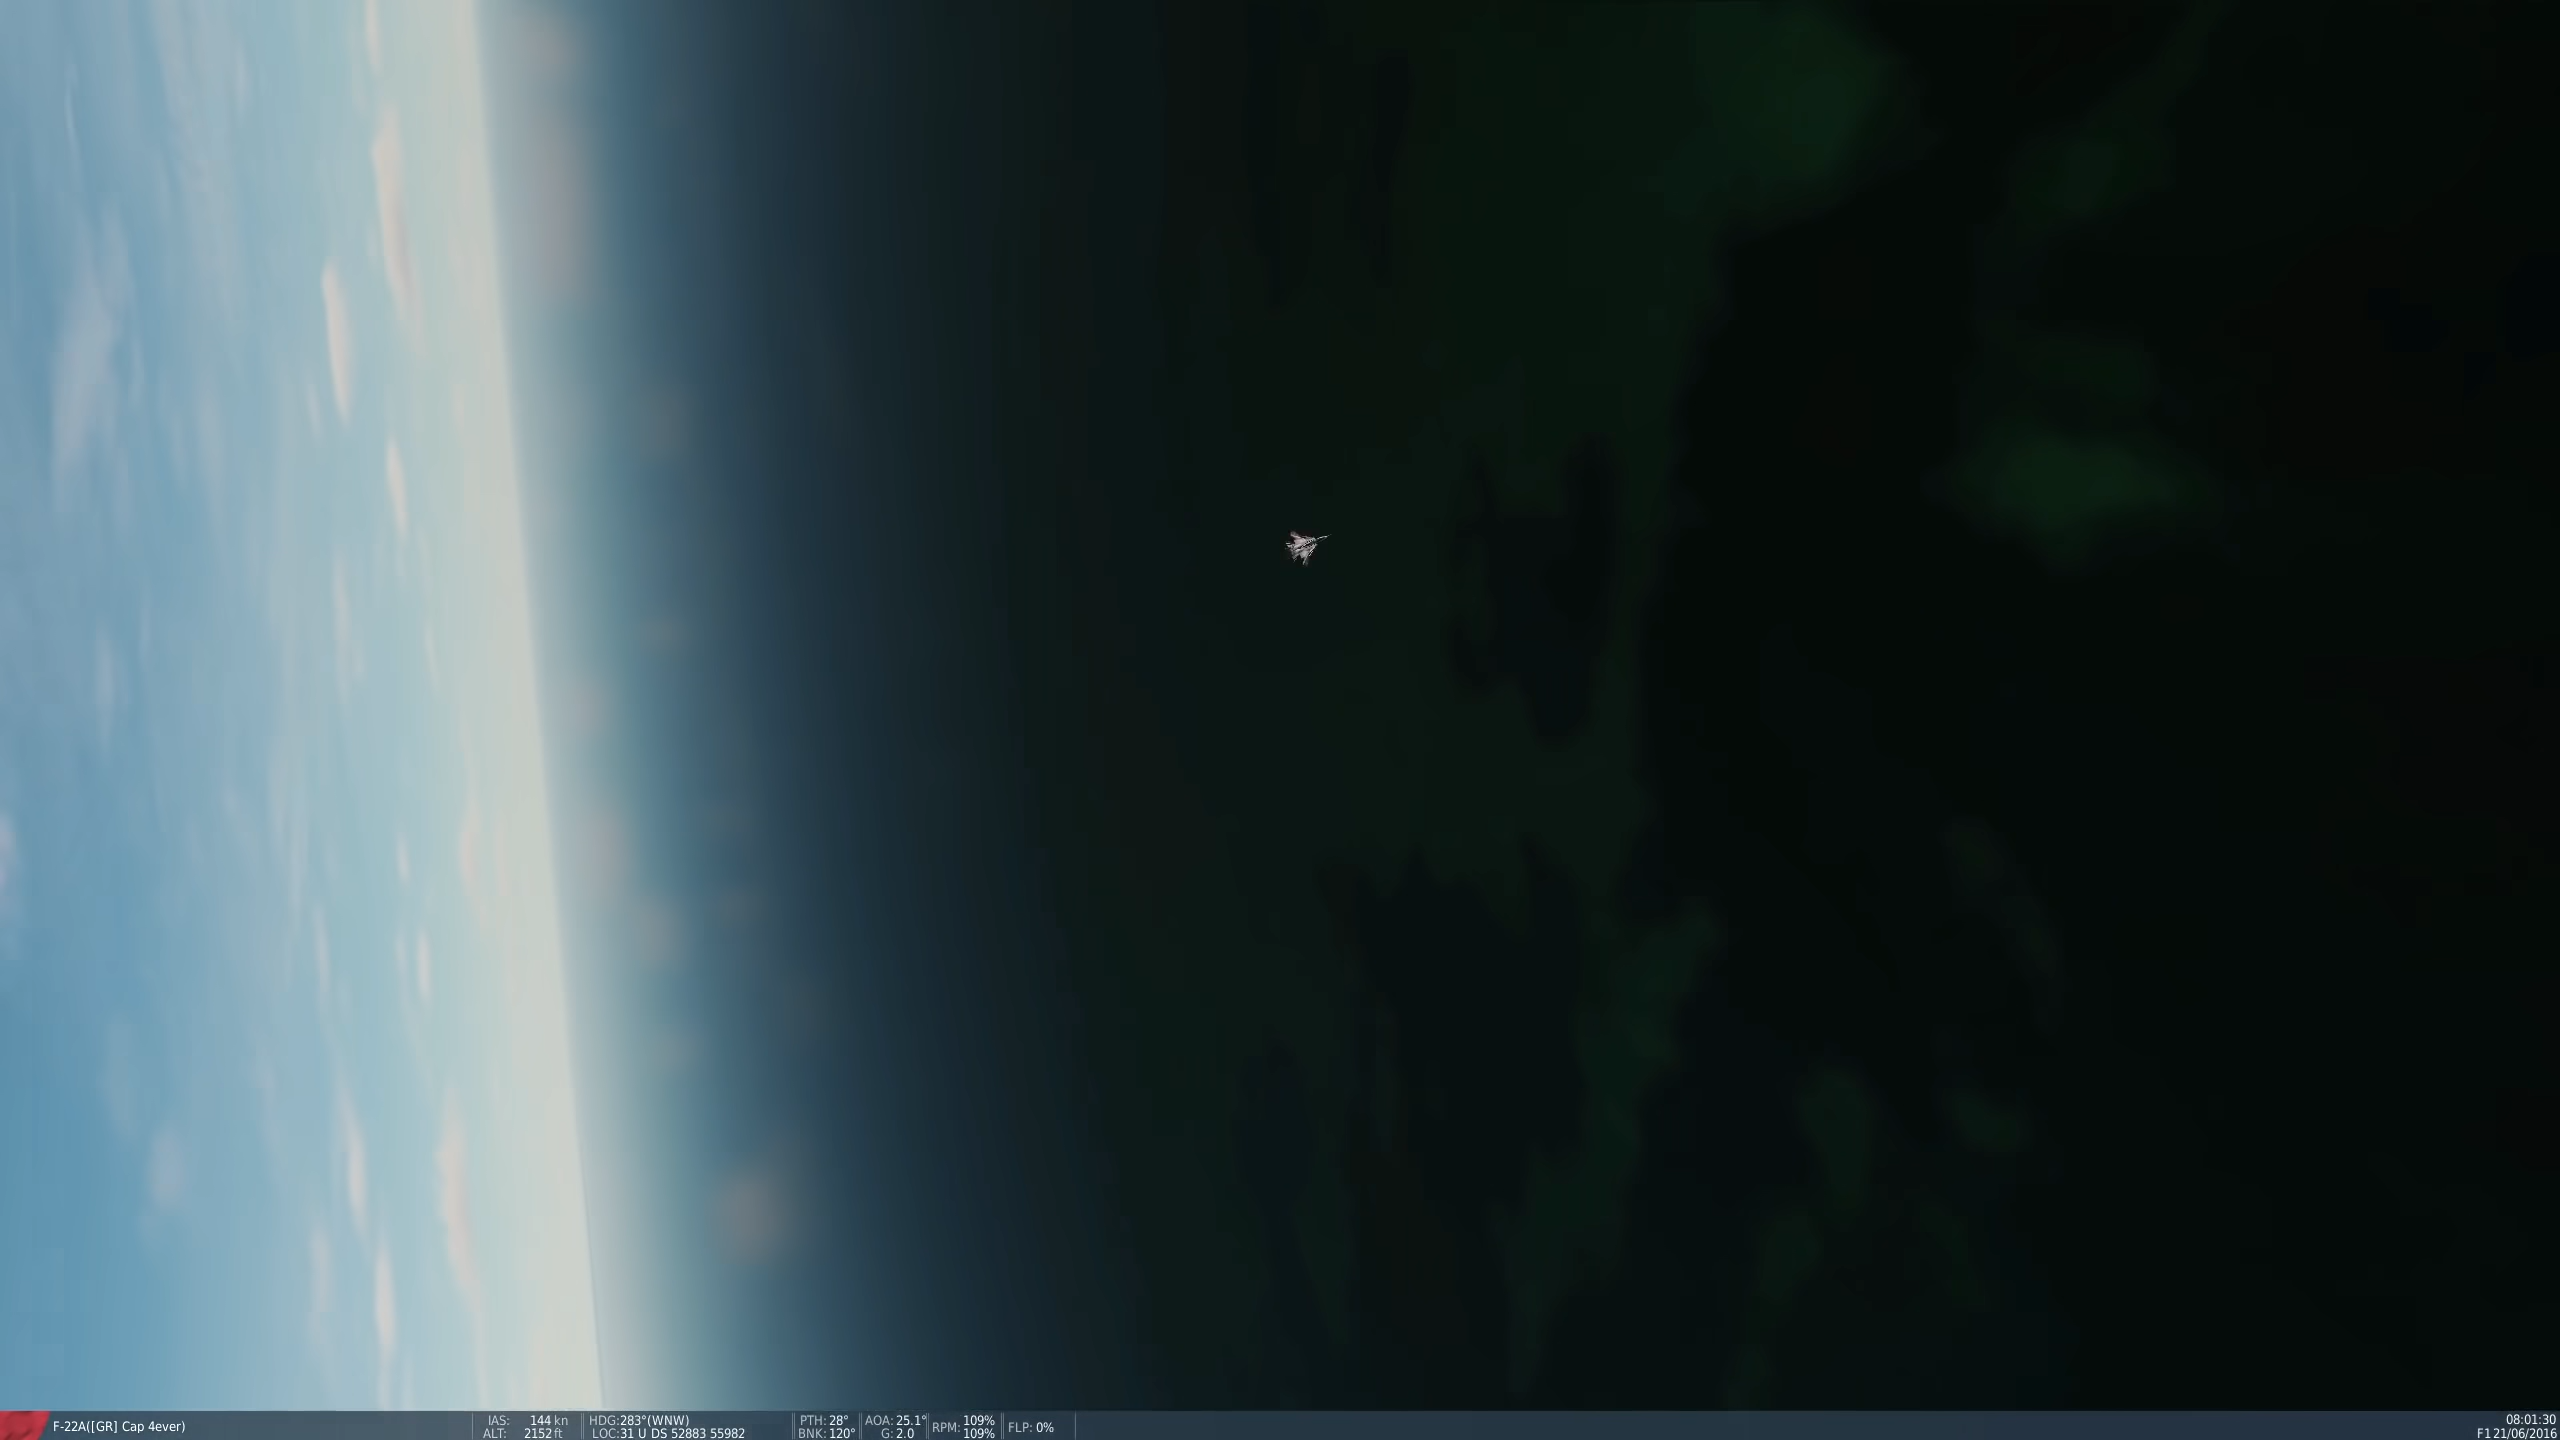 F-22A([GR] Cap 4ever)
IAS: 144 kn
ALT: 2152 ft
HDG:283°(WNW)
LOC:31 U DS 52883 55982
PTH: 28°
BNK: 120°
AOA: 25.1°
G: 2.0
RPM: 109%
109%
FLP: 0%
08:01:30
F1 21/06/2016